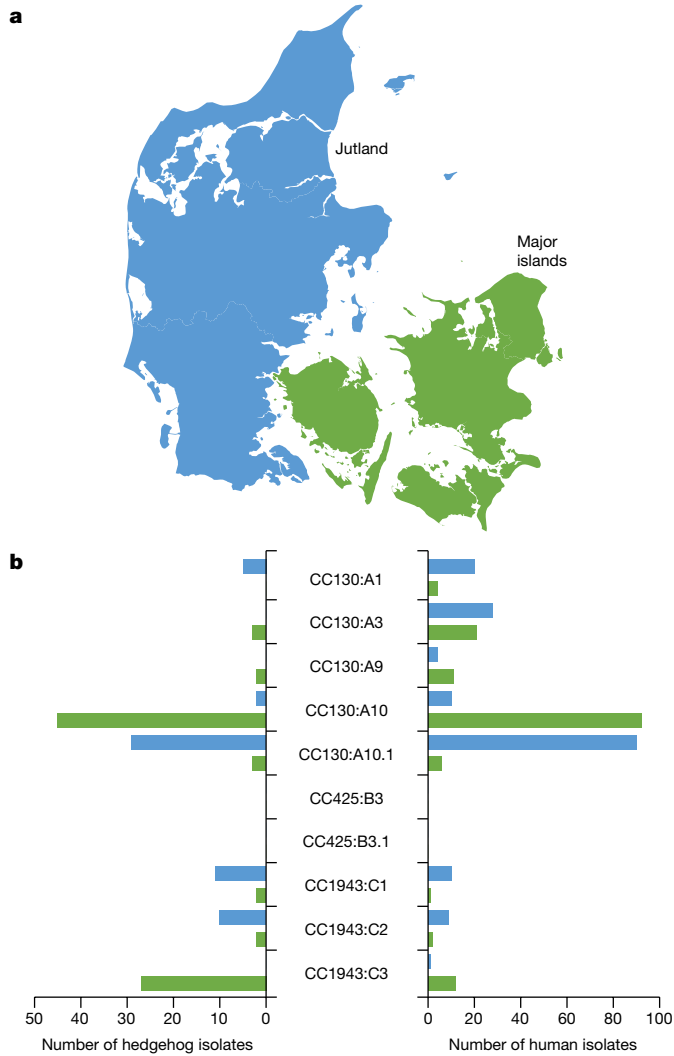 a
Jutland
Major
islands
b
CC130:A1
CC130:A3
CC130:A9
CC130:A10
CC130:A10.1
CC425:B3
CC425:B3.1
CC1943:C1
CC1943:C2
CC1943:C3
50 40 30 20 10 0
0 20 40 60 80 100
Number of hedgehog isolates
Number of human isolates